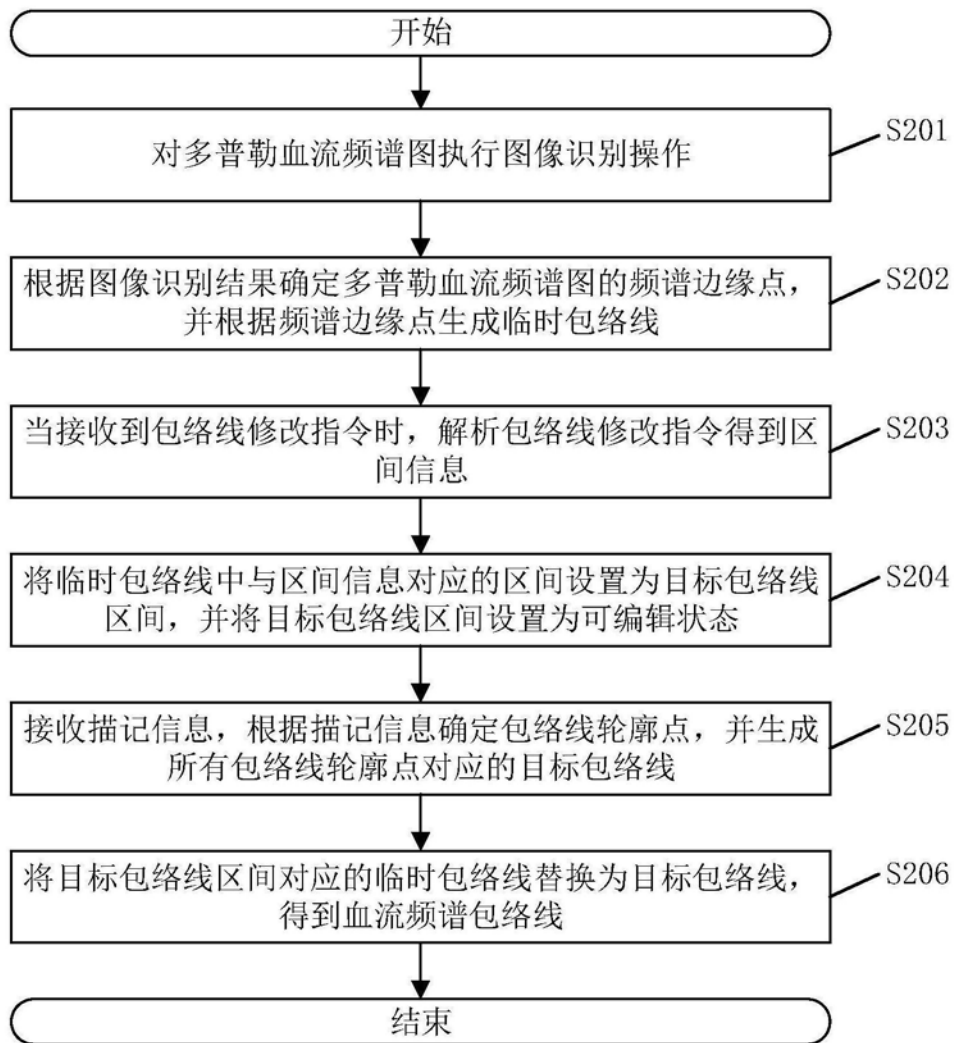 开始
对多普勒血流频谱图执行图像识别操作
S201
根据图像识别结果确定多普勒血流频谱图的频谱边缘点，
并根据频谱边缘点生成临时包络线
S202
当接收到包络线修改指令时，解析包络线修改指令得到区
间信息
S203
将临时包络线中与区间信息对应的区间设置为目标包络线
区间，并将目标包络线区间设置为可编辑状态
S204
接收描记信息，根据描记信息确定包络线轮廓点，并生成
所有包络线轮廓点对应的目标包络线
S205
将目标包络线区间对应的临时包络线替换为目标包络线，
得到血流频谱包络线
S206
结束